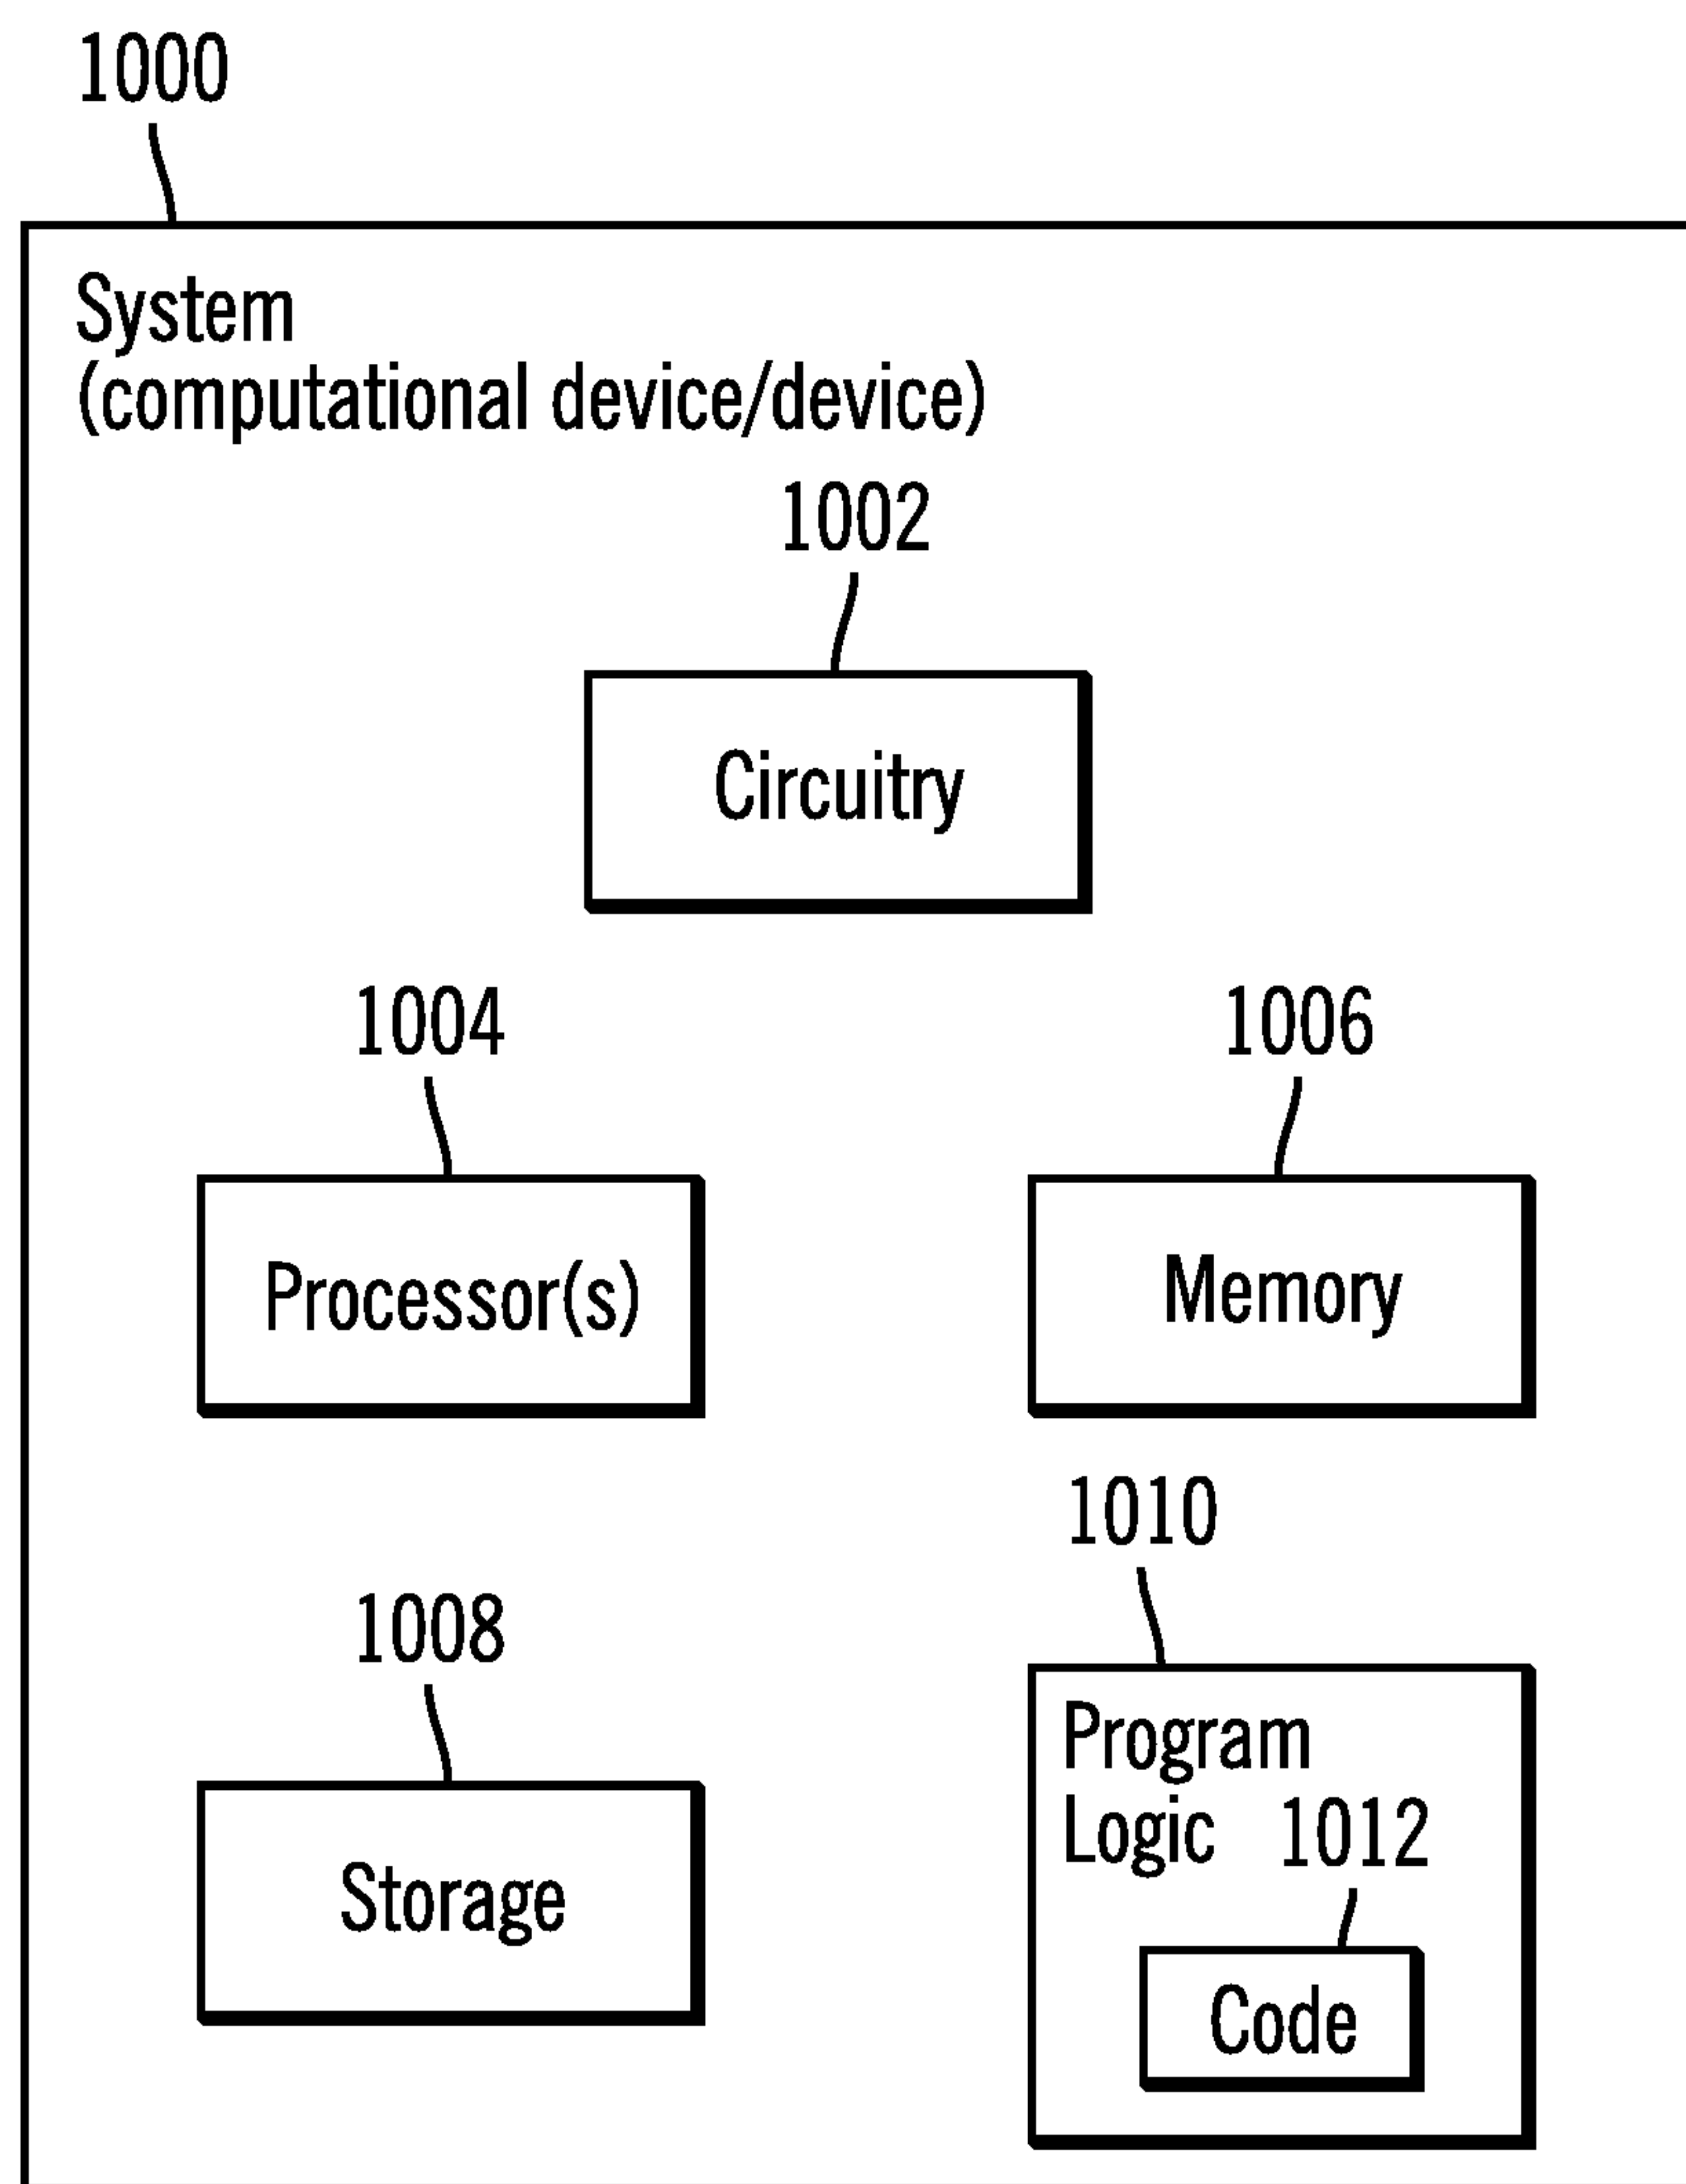 1000
System
(computational device/device)
1002
Circuitry
1004
1006
Processor(s)
Memory
1010
1008
Program
Logic 1012
Storage
Code